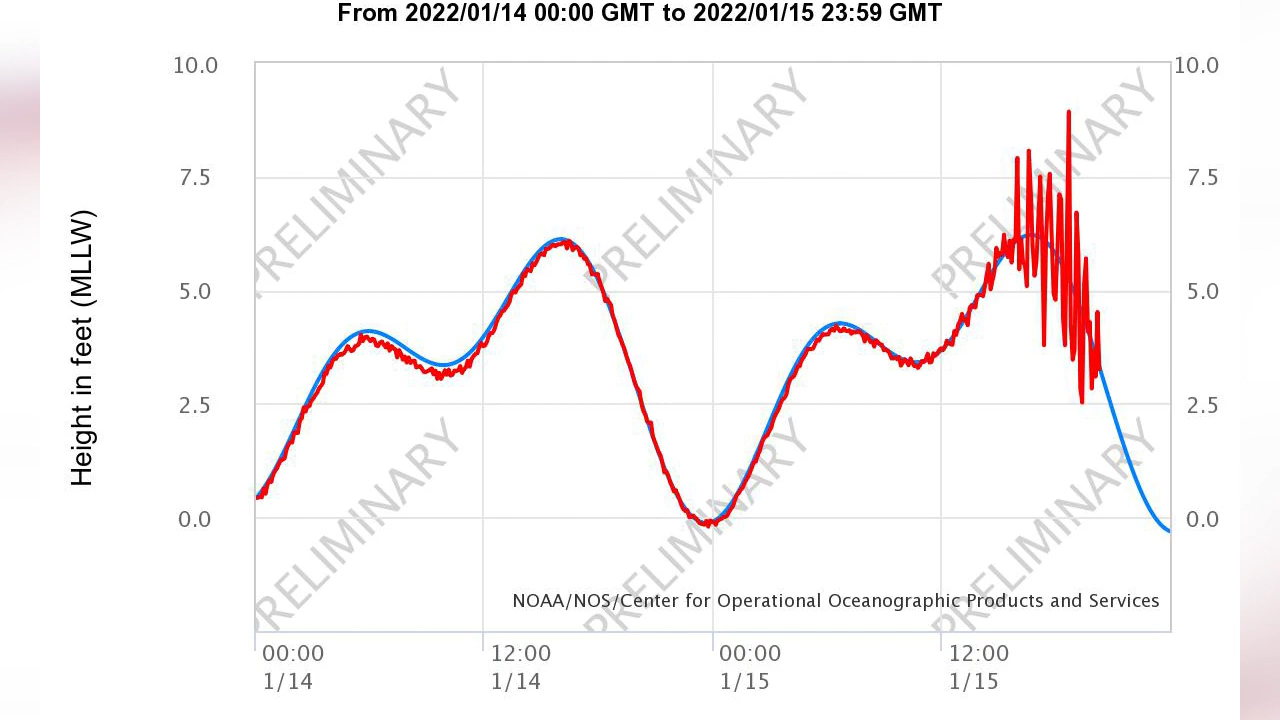 From 2022/01/14 00:00 GMT to 2022/01/15 23:59 GMT
10.0
10.0
PRELIMINARY
PRELIMINARY
PRELIMINARY
7.5
7.5
Height in feet (MLLW)
5.0
5.0
2.5
2.5
PRELIMINARY
PRELIMINARY
PRELIMINARY
0.0
0.0
NOAA/NOS/Center for Operational Oceanographic Products and Services
00:00 12:00 00:00 12:00
1/14 1/14 1/15 1/15